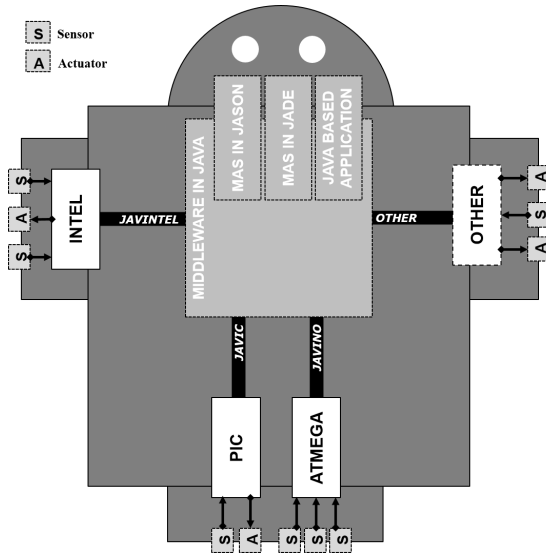 S Sensor
A Actuator
MIDDLEWARE IN JAVA
MAS IN JASON
MAS IN JADE
JAVA BASED
APPLICATION
S
A
S
INTEL
JAVINTEL
OTHER
OTHER
A
S
A
JAVIC
JAVINO
PIC
ATMEGA
S
A
S
S
S